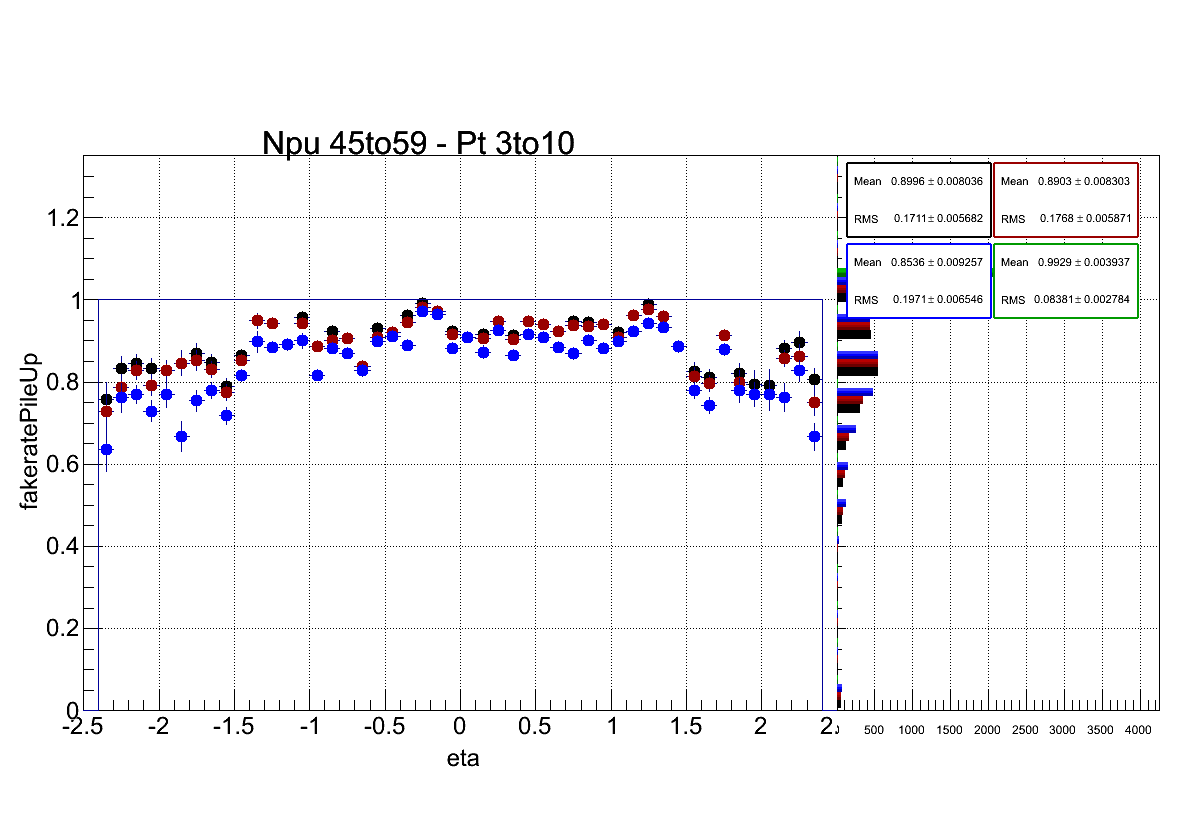 Npu 45to59 - Pt 3to10
Mean 0.8996 ± 0.008036
RMS 0.1711 ± 0.005682
Mean 0.8903 ± 0.008303
RMS 0.1768 ± 0.005871
Mean 0.8536 ± 0.009257
RMS 0.1971 ± 0.006546
Mean 0.9929 ± 0.003937
RMS 0.08381 ± 0.002784
1.2
1
0.8
0.6
0.4
0.2
0
fakeratePileUp
-2.5 -2 -1.5 -1 -0.5 0 0.5 1 1.5 2 2.
500 1000 1500 2000 2500 3000 3500 4000
eta